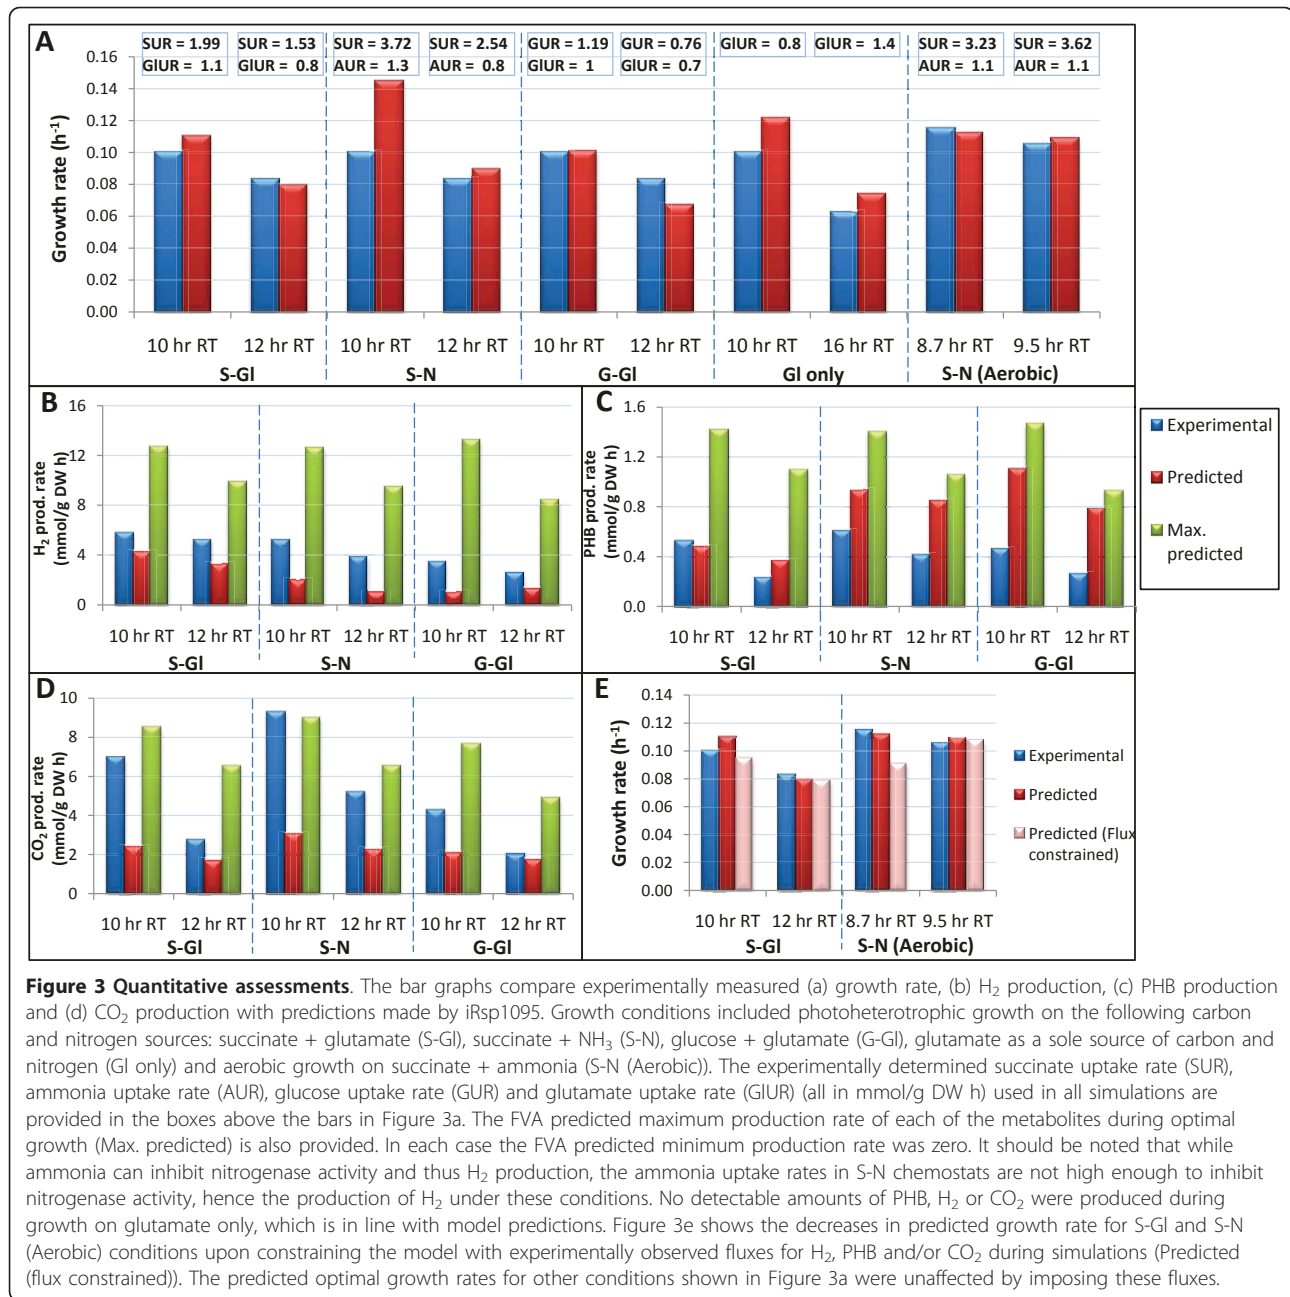 A
SUR = 1.99
GlUR = 1.1
SUR = 1.53
GlUR = 0.8
SUR = 3.72
AUR = 1.3
SUR = 2.54
AUR = 0.8
GUR = 1.19
GlUR = 1
GUR = 0.76
GlUR = 0.7
GlUR = 0.8
GlUR = 1.4
SUR = 3.23
AUR = 1.1
SUR = 3.62
AUR = 1.1
Growth rate (h⁻¹)
0.16
0.14
0.12
0.10
0.08
0.06
0.04
0.02
0.00
10 hr RT 12 hr RT 10 hr RT 12 hr RT 10 hr RT 12 hr RT 10 hr RT 16 hr RT 8.7 hr RT 9.5 hr RT
S-Gl S-N G-Gl Gl only S-N (Aerobic)
B
H₂ prod. rate
(mmol/g DW h)
16
12
8
4
0
10 hr RT 12 hr RT 10 hr RT 12 hr RT 10 hr RT 12 hr RT
S-Gl S-N G-Gl
C
PHB prod. rate
(mmol/g DW h)
1.6
1.2
0.8
0.4
0.0
10 hr RT 12 hr RT 10 hr RT 12 hr RT 10 hr RT 12 hr RT
S-Gl S-N G-Gl
Experimental
Predicted
Max.
predicted
D
CO₂ prod. rate
(mmol/g DW h)
10
8
6
4
2
0
10 hr RT 12 hr RT 10 hr RT 12 hr RT 10 hr RT 12 hr RT
S-Gl S-N G-Gl
E
Growth rate (h⁻¹)
0.14
0.12
0.10
0.08
0.06
0.04
0.02
0.00
10 hr RT 12 hr RT 8.7 hr RT 9.5 hr RT
S-Gl S-N (Aerobic)
Experimental
Predicted
Predicted (Flux
constrained)
Figure 3 Quantitative assessments. The bar graphs compare experimentally measured (a) growth rate, (b) H₂ production, (c) PHB production
and (d) CO₂ production with predictions made by iRsp1095. Growth conditions included photoheterotrophic growth on the following carbon
and nitrogen sources: succinate + glutamate (S-Gl), succinate + NH₃ (S-N), glucose + glutamate (G-Gl), glutamate as a sole source of carbon and
nitrogen (Gl only) and aerobic growth on succinate + ammonia (S-N (Aerobic)). The experimentally determined succinate uptake rate (SUR),
ammonia uptake rate (AUR), glucose uptake rate (GUR) and glutamate uptake rate (GlUR) (all in mmol/g DW h) used in all simulations are
provided in the boxes above the bars in Figure 3a. The FVA predicted maximum production rate of each of the metabolites during optimal
growth (Max. predicted) is also provided. In each case the FVA predicted minimum production rate was zero. It should be noted that while
ammonia can inhibit nitrogenase activity and thus H₂ production, the ammonia uptake rates in S-N chemostats are not high enough to inhibit
nitrogenase activity, hence the production of H₂ under these conditions. No detectable amounts of PHB, H₂ or CO₂ were produced during
growth on glutamate only, which is in line with model predictions. Figure 3e shows the decreases in predicted growth rate for S-Gl and S-N
(Aerobic) conditions upon constraining the model with experimentally observed fluxes for H₂, PHB and/or CO₂ during simulations (Predicted
(flux constrained)). The predicted optimal growth rates for other conditions shown in Figure 3a were unaffected by imposing these fluxes.